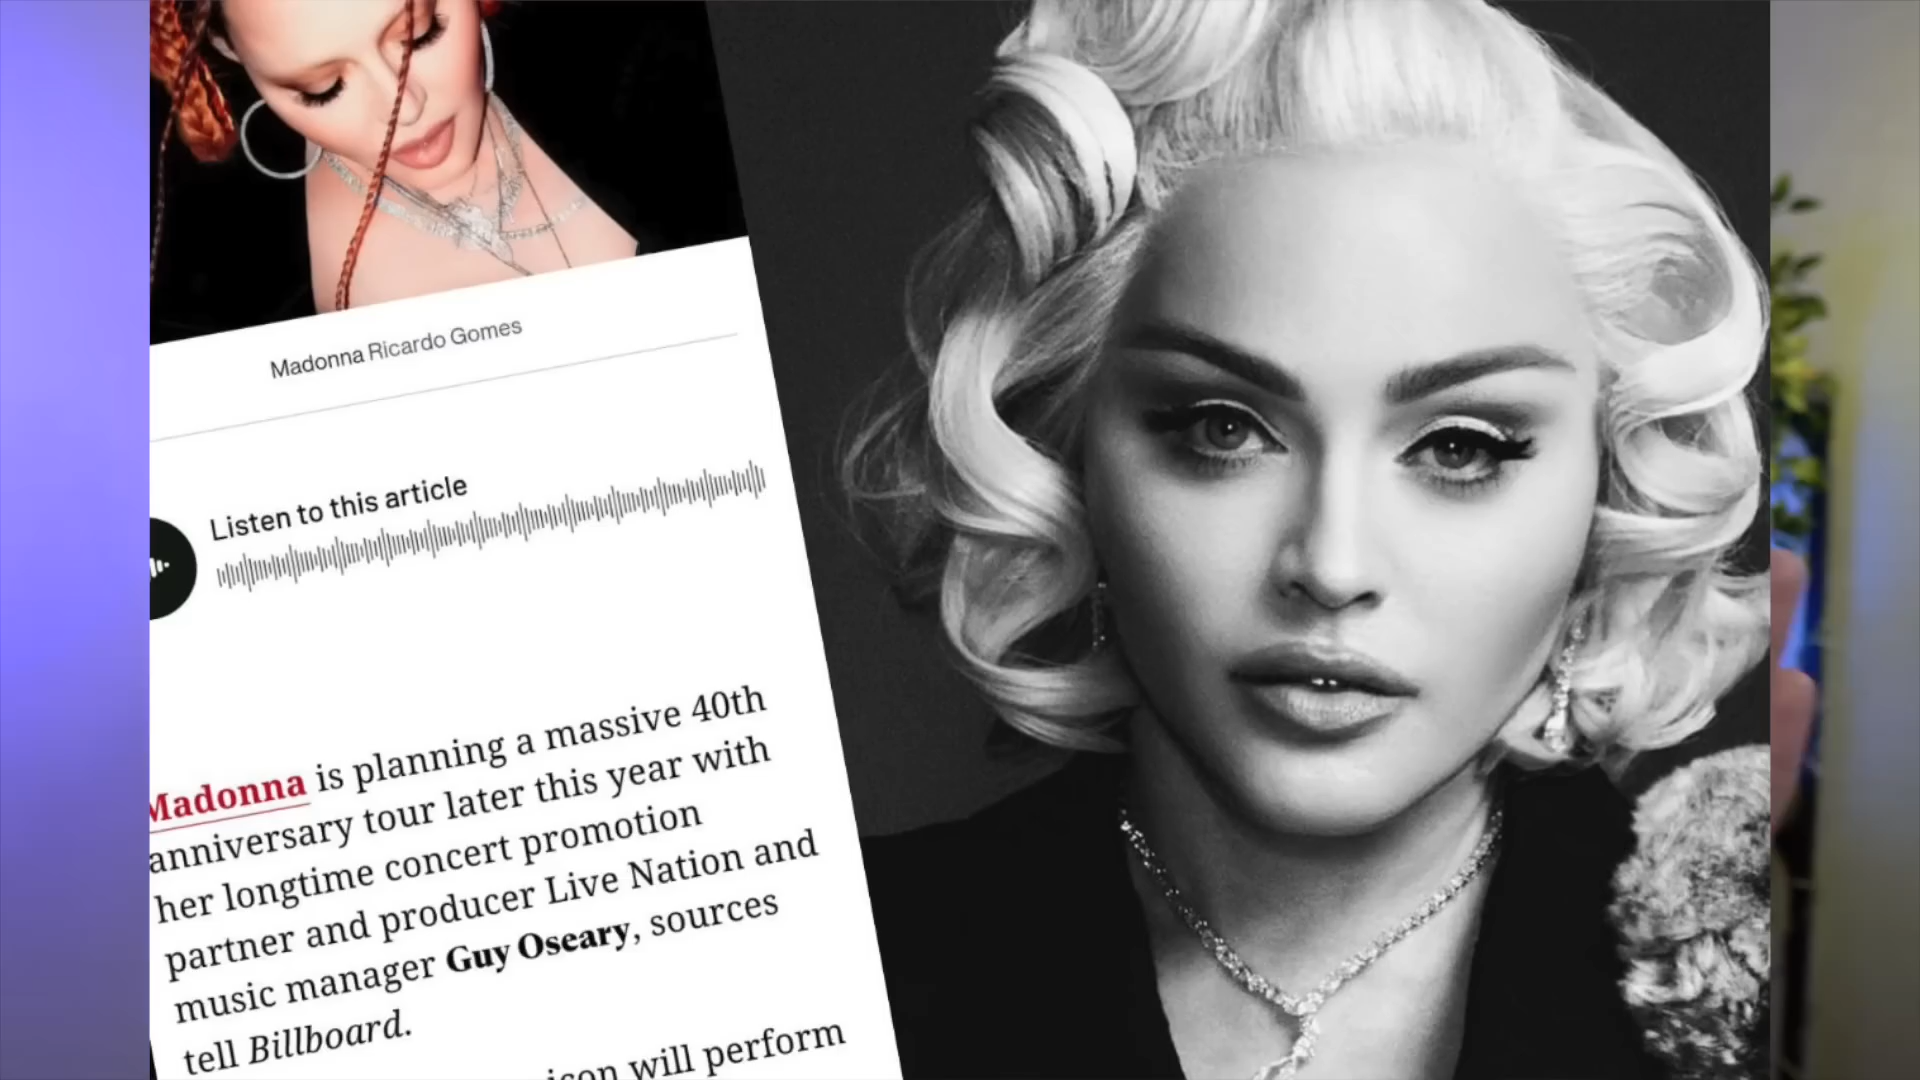 Madonna Ricardo Gomes
Listen to this article
Madonna is planning a massive 40th
anniversary tour later this year with
her longtime concert promotion
partner and producer Live Nation and
music manager Guy Oseary, sources
tell Billboard.
icon will perform